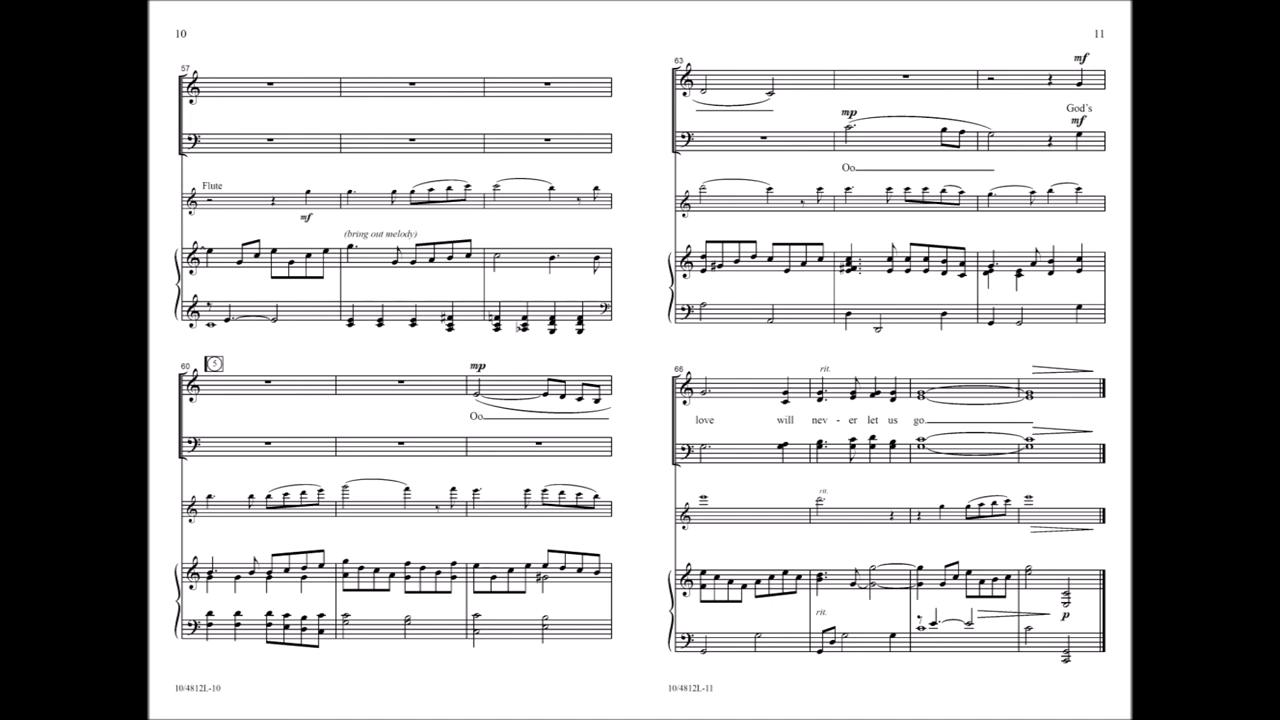 10
57
Flute
mf
(bring out melody)
60
5
mp
Oo
10/4812L-10
11
63
mf
God's
mf
mp
Oo
66
rit.
love will nev - er let us go.
rit.
rit.
p
10/4812L-11